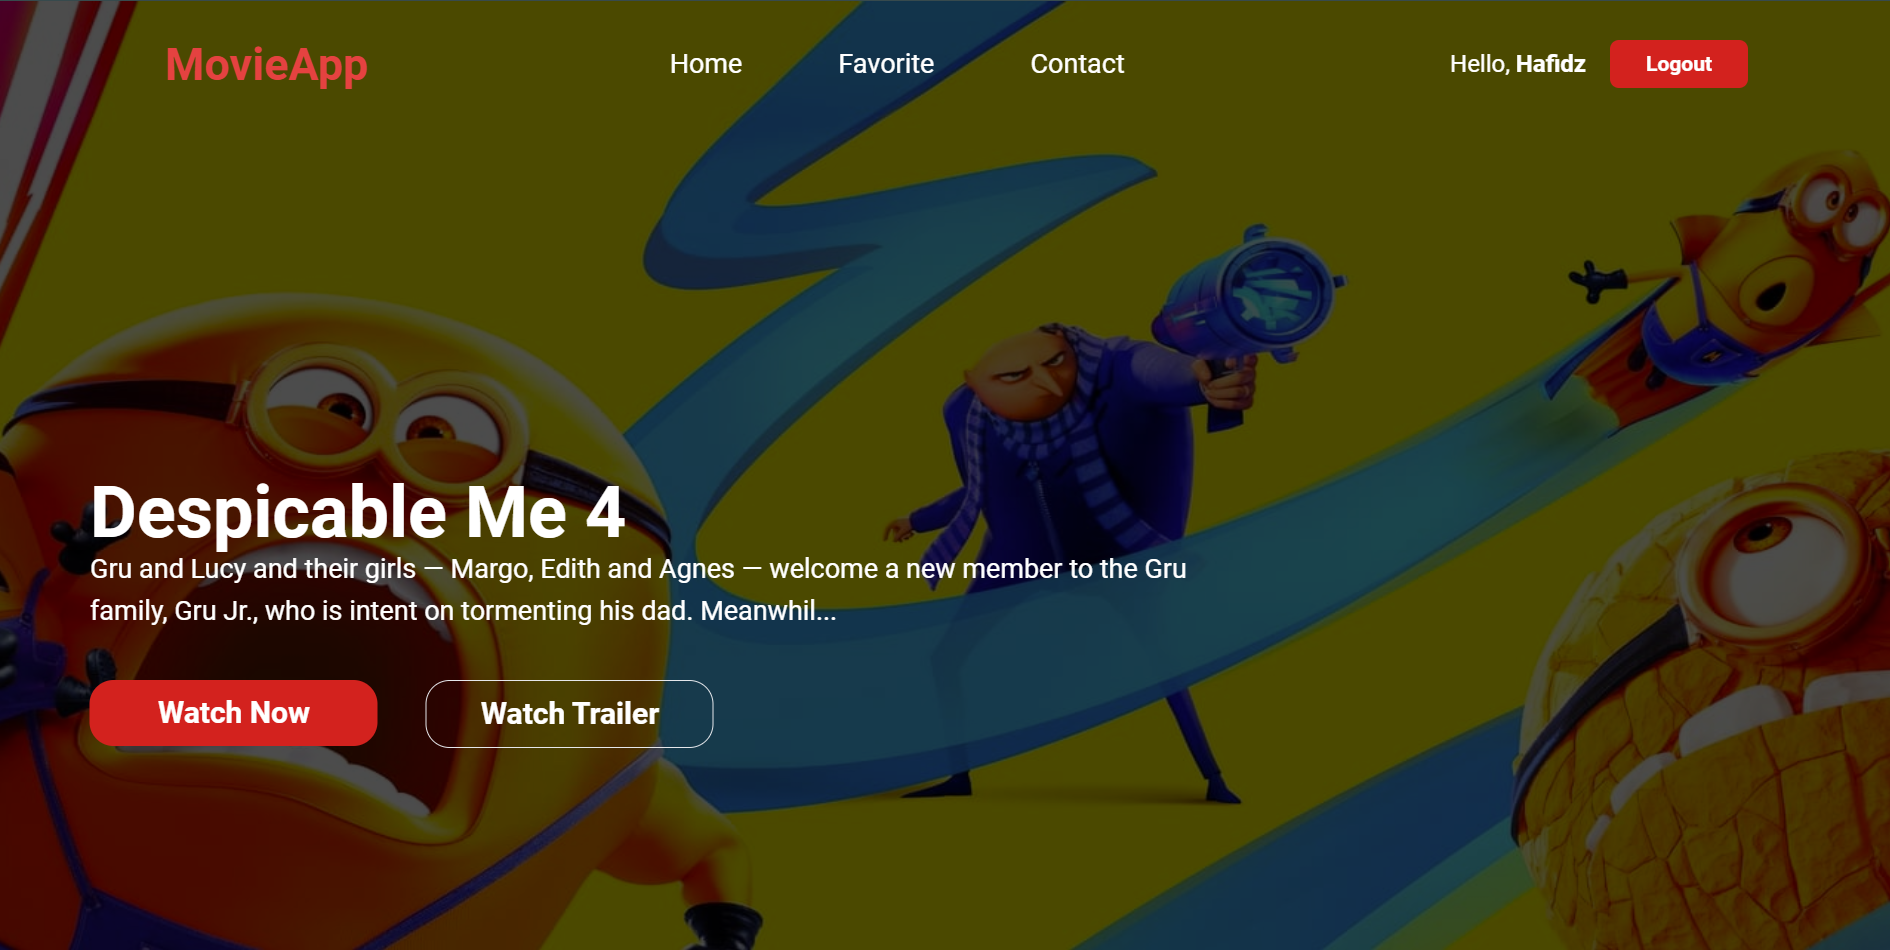 MovieApp
Home
Favorite
Contact
Hello, Hafidz
Logout
Despicable Me 4
Gru and Lucy and their girls — Margo, Edith and Agnes — welcome a new member to the Gru
family, Gru Jr., who is intent on tormenting his dad. Meanwhil...
Watch Now
Watch Trailer